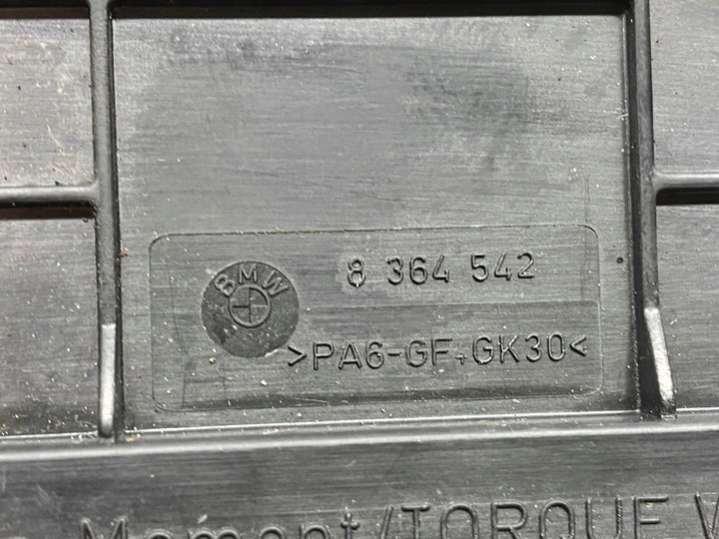 BMW
8 364 542
>PA6-GF+GK30<
Moment/TORQUE